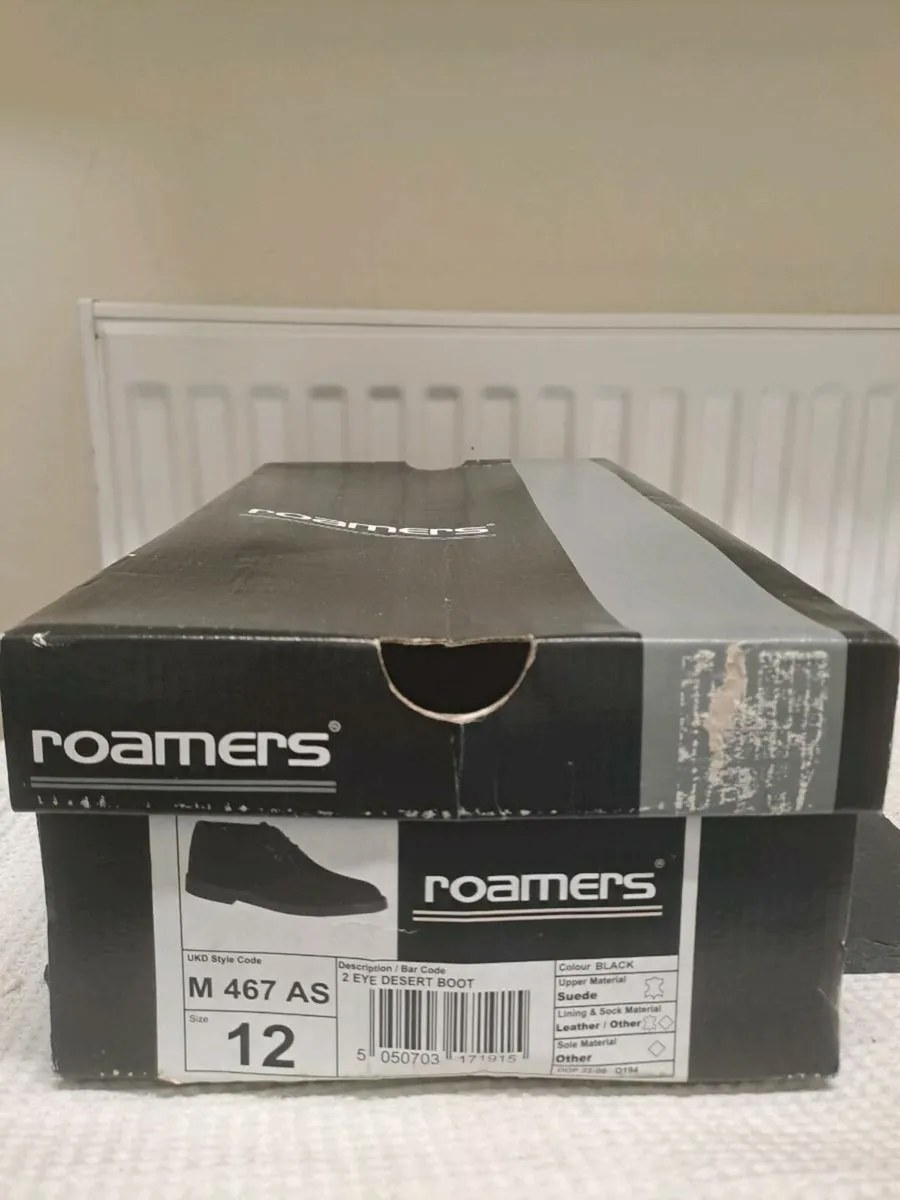 roamers®
roamers®
roamers®
UKD Style Code
M 467 AS
Size
12
Description / Bar Code
2 EYE DESERT BOOT
5 050703 171915
Colour BLACK
Upper Material
Suede
Lining & Sock Material
Leather / Other
Sole Material
Other